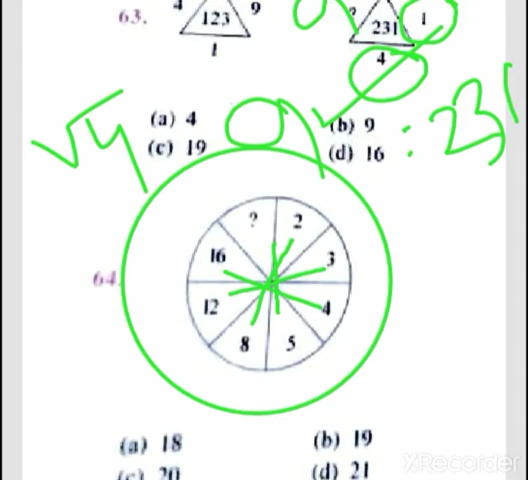 63. 4 123 9 ? 231 1
1 4
(a) 4 (b) 9
(c) 19 (d) 16
: 231
64. ? 2
16 3
12 4
8 5
(a) 18 (b) 19
(c) 20 (d) 21
XRecorder